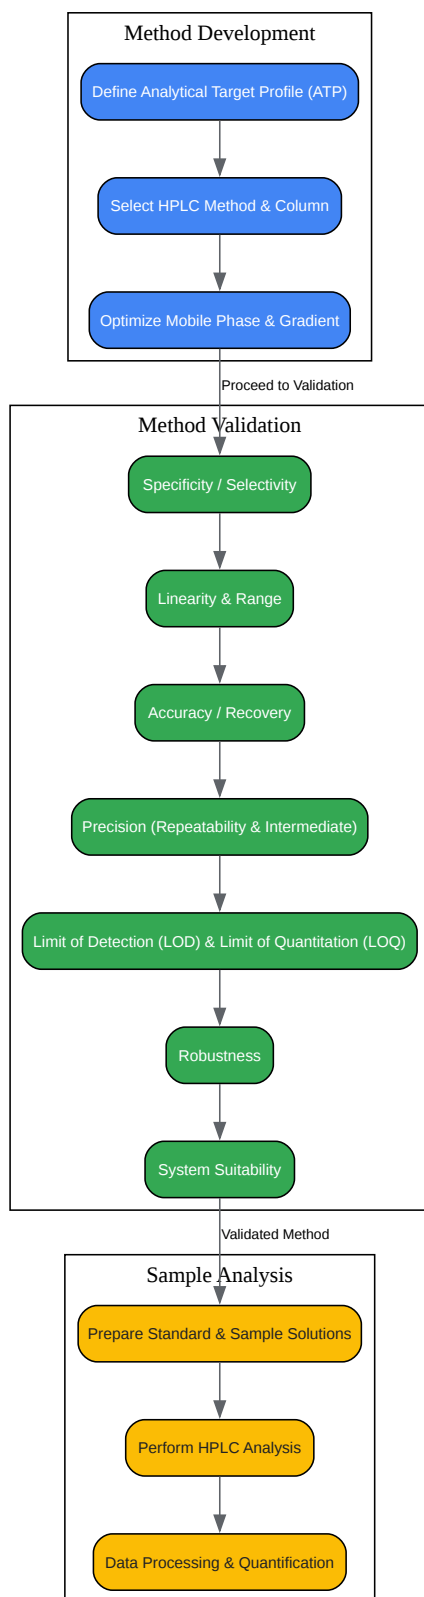 Method Development
Define Analytical Target Profile (ATP)
Select HPLC Method & Column
Optimize Mobile Phase & Gradient
Proceed to Validation
Method Validation
Specificity / Selectivity
Linearity & Range
Accuracy / Recovery
Precision (Repeatability & Intermediate)
Limit of Detection (LOD) & Limit of Quantitation (LOQ)
Robustness
System Suitability
Validated Method
Sample Analysis
Prepare Standard & Sample Solutions
Perform HPLC Analysis
Data Processing & Quantification